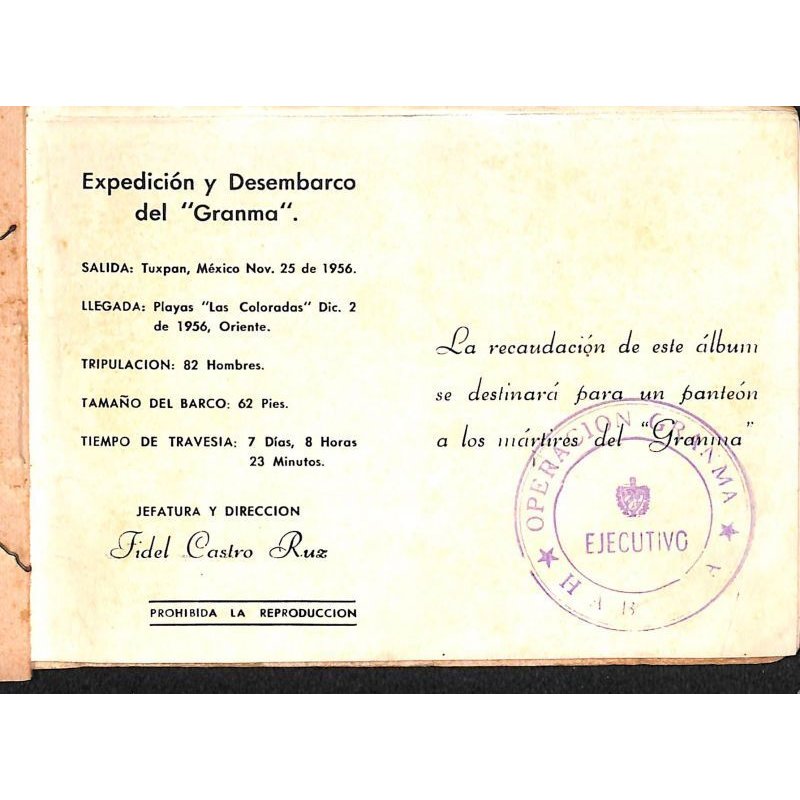 Expedición y Desembarco
del "Granma".
SALIDA: Tuxpan, México Nov. 25 de 1956.
LLEGADA: Playas "Las Coloradas" Dic. 2
de 1956, Oriente.
TRIPULACION: 82 Hombres.
TAMAÑO DEL BARCO: 62 Pies.
TIEMPO DE TRAVESIA: 7 Días, 8 Horas
23 Minutos.
JEFATURA Y DIRECCION
Fidel Castro Ruz
PROHIBIDA LA REPRODUCCION
La recaudación de este álbum
se destinará para un panteón
a los mártires del "Granma"
OPERACION GRANMA
EJECUTIVO